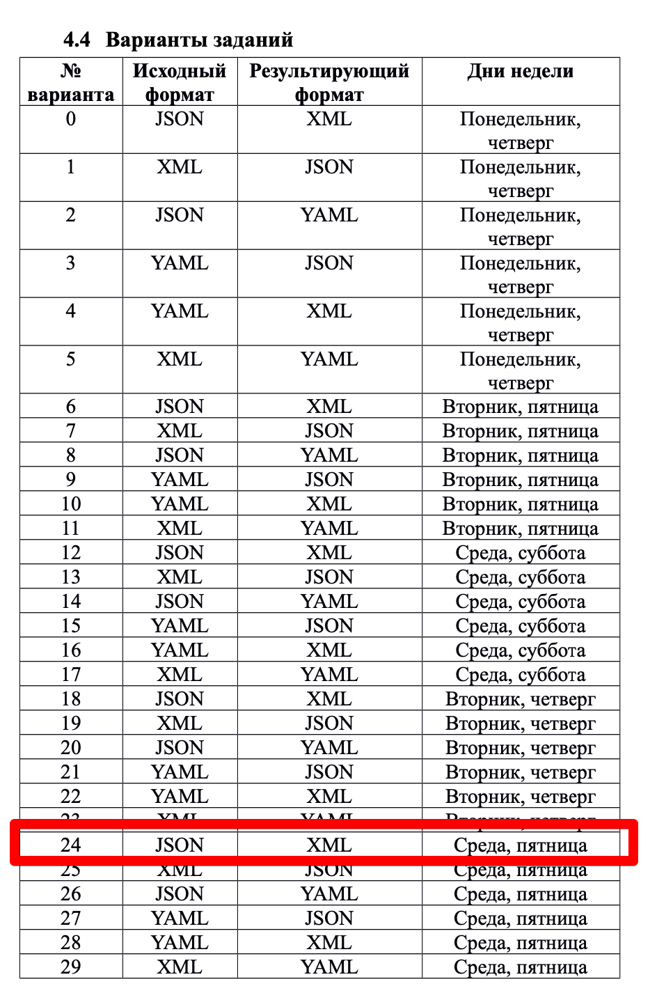 4.4 Варианты заданий
№ Исходный Результирующий Дни недели
варианта формат формат
0 JSON XML Понедельник,
четверг
1 XML JSON Понедельник,
четверг
2 JSON YAML Понедельник,
четверг
3 YAML JSON Понедельник,
четверг
4 YAML XML Понедельник,
четверг
5 XML YAML Понедельник,
четверг
6 JSON XML Вторник, пятница
7 XML JSON Вторник, пятница
8 JSON YAML Вторник, пятница
9 YAML JSON Вторник, пятница
10 YAML XML Вторник, пятница
11 XML YAML Вторник, пятница
12 JSON XML Среда, суббота
13 XML JSON Среда, суббота
14 JSON YAML Среда, суббота
15 YAML JSON Среда, суббота
16 YAML XML Среда, суббота
17 XML YAML Среда, суббота
18 JSON XML Вторник, четверг
19 XML JSON Вторник, четверг
20 JSON YAML Вторник, четверг
21 YAML JSON Вторник, четверг
22 YAML XML Вторник, четверг
23 XML YAML Вторник, четверг
24 JSON XML Среда, пятница
25 XML JSON Среда, пятница
26 JSON YAML Среда, пятница
27 YAML JSON Среда, пятница
28 YAML XML Среда, пятница
29 XML YAML Среда, пятница